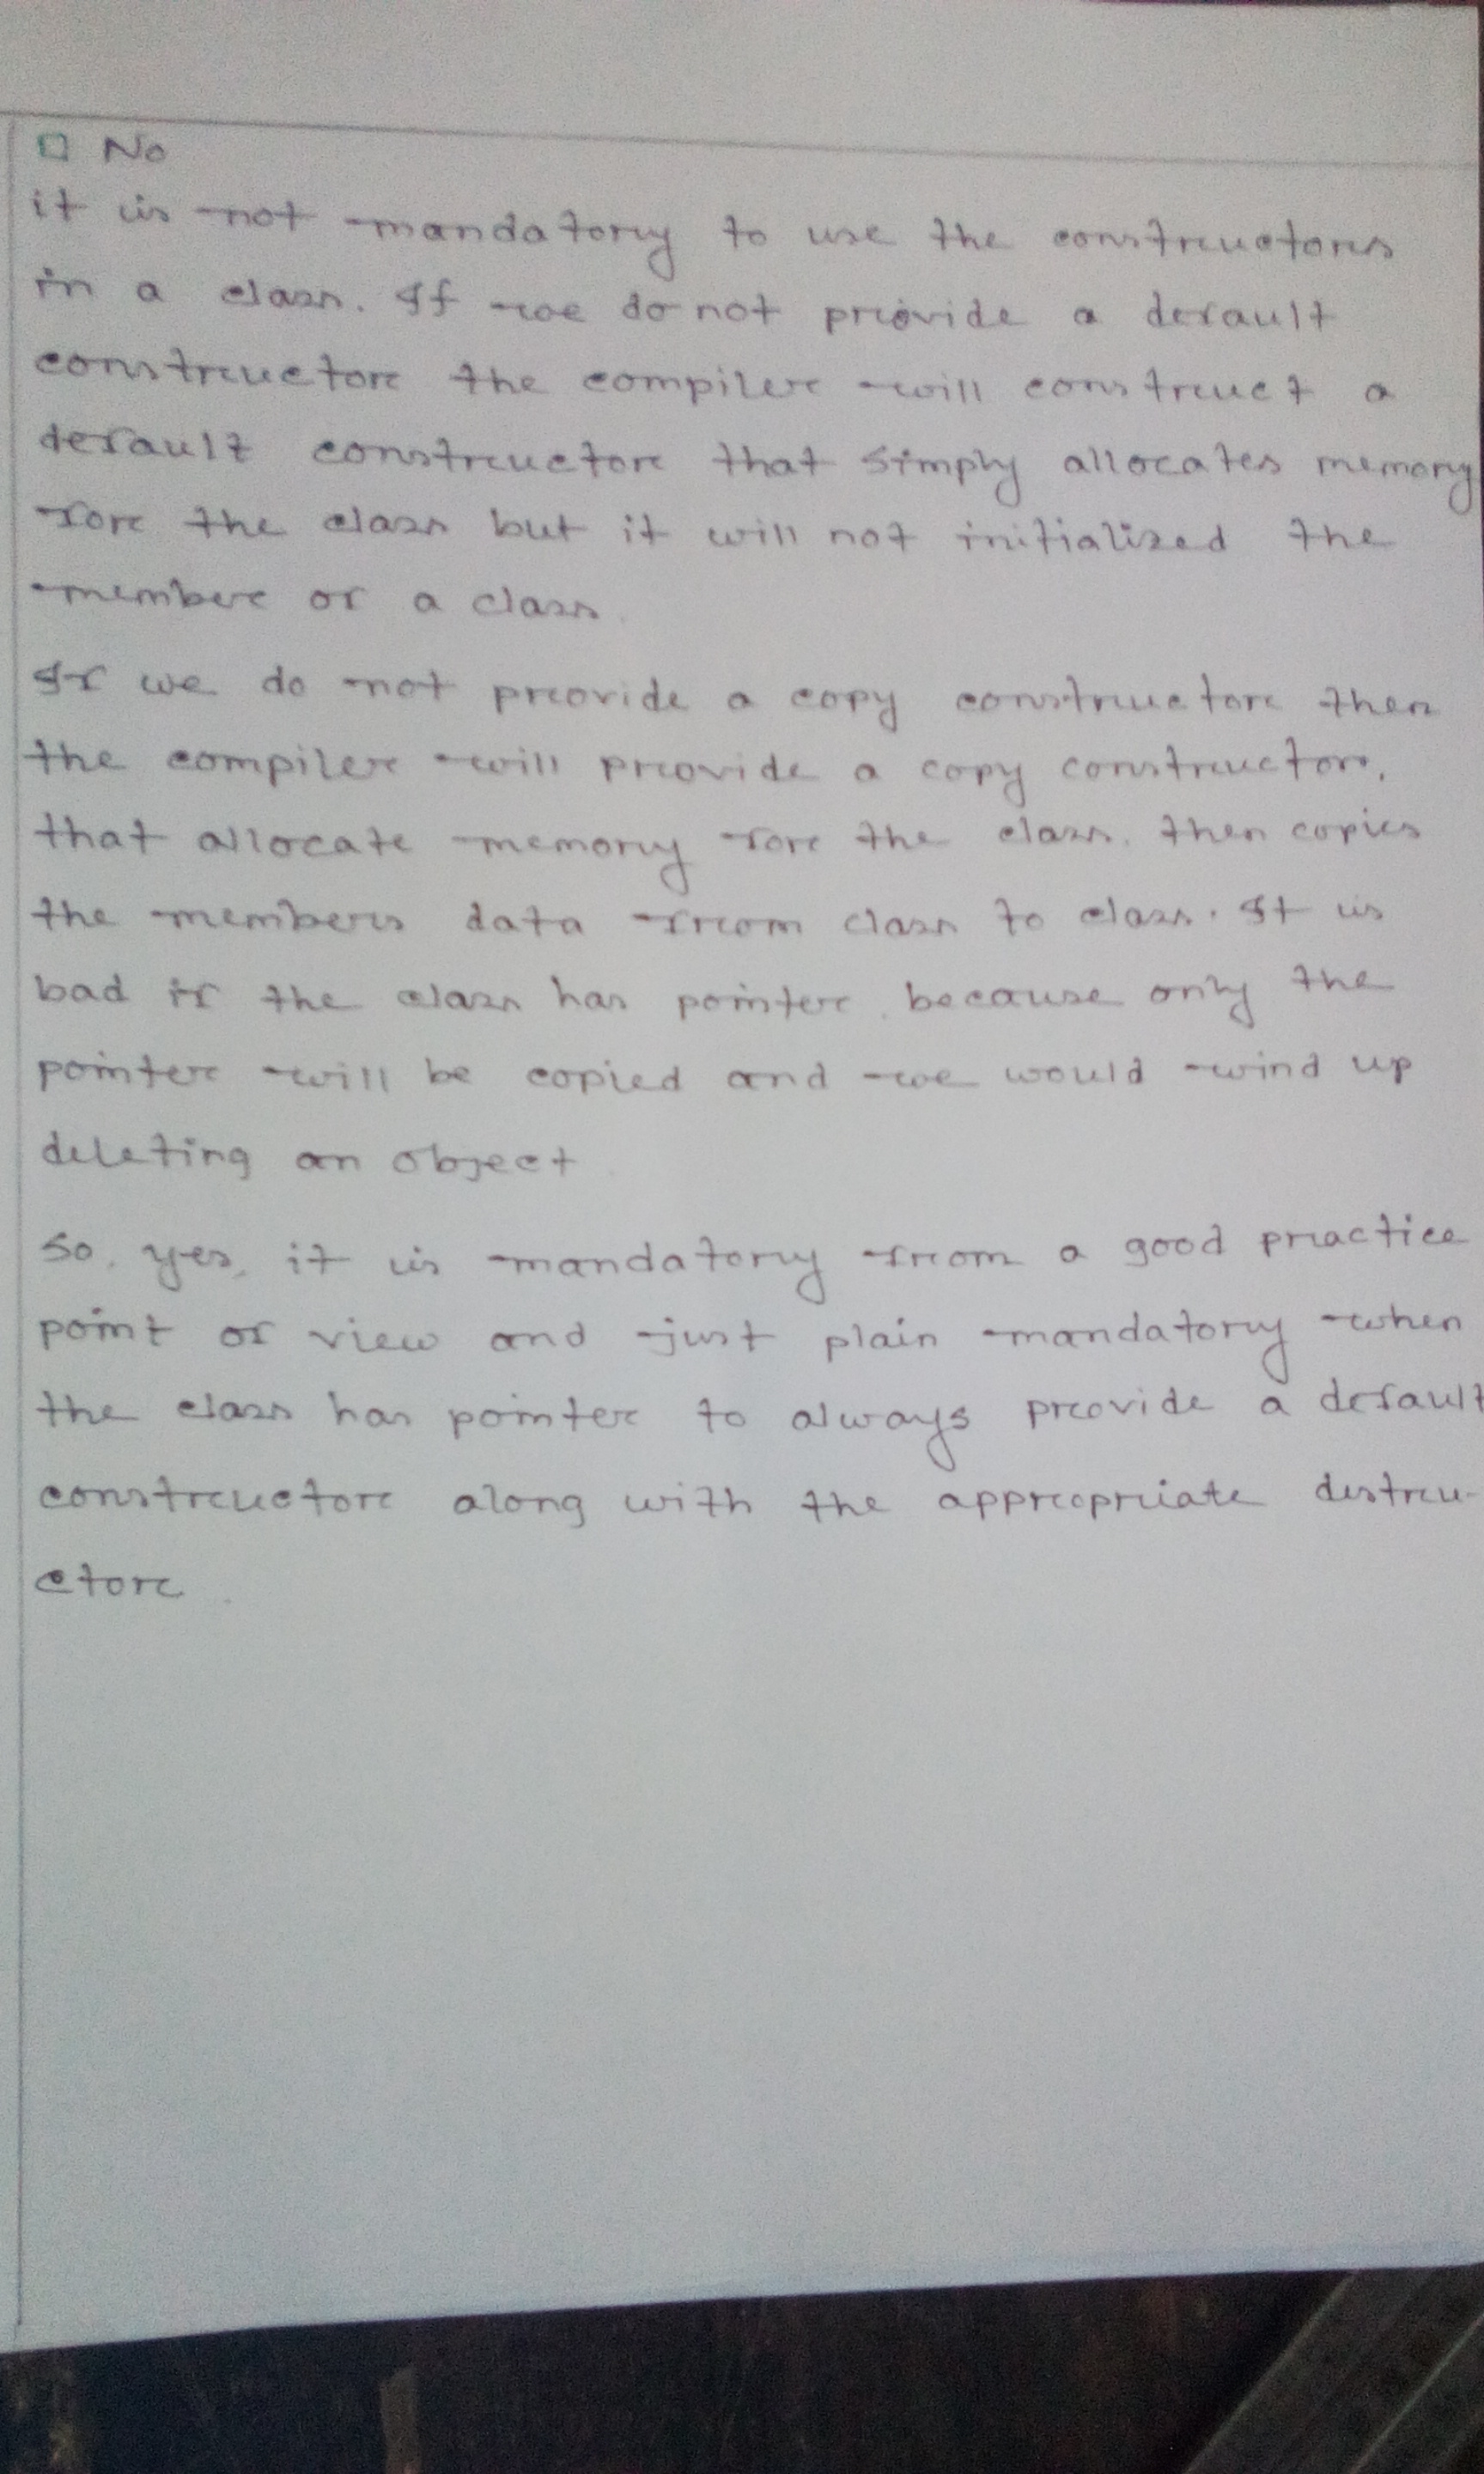 □ No
it is not mandatory to use the constructors
in a class. If we do not provide a default
constructor the compiler will construct a
default constructor that simply allocates memory
for the class but it will not initialized the
member of a class.
If we do not provide a copy constructor then
the compiler will provide a copy constructor,
that allocate memory for the class. then copies
the members data from class to class. It is
bad if the class has pointer, because only the
pointer will be copied and we would wind up
deleting an object.
So, yes, it is mandatory from a good practice
point of view and just plain mandatory when
the class has pointer to always provide a default
constructor along with the appropriate destru-
ctor.